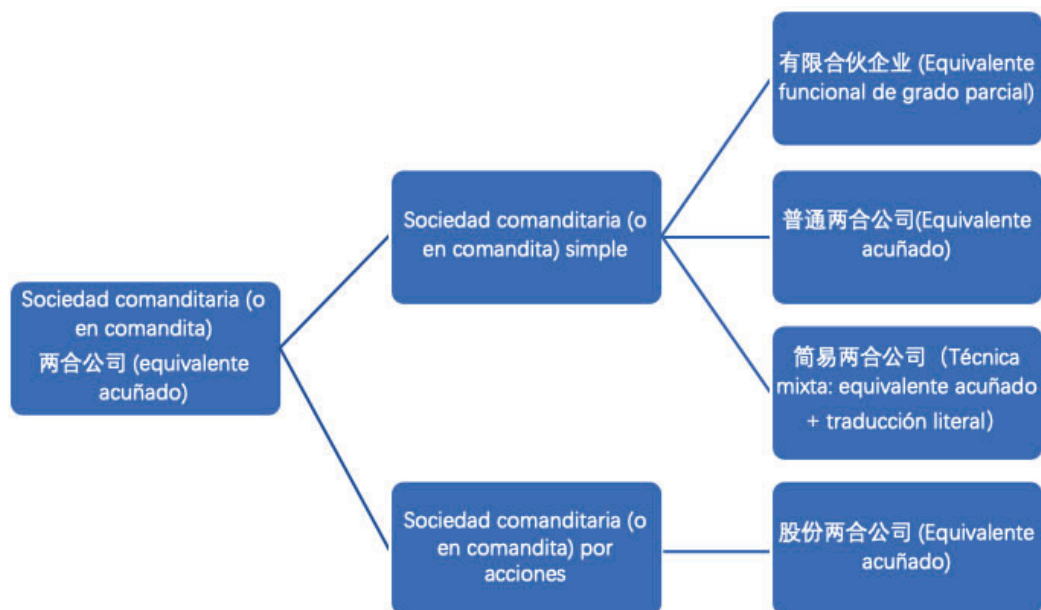 Sociedad comanditaria (o
en comandita)
两合公司 (equivalente
acuñado)
Sociedad comanditaria (o
en comandita) simple
有限合伙企业 (Equivalente
funcional de grado parcial)
普通两合公司(Equivalente
acuñado)
简易两合公司（Técnica
mixta: equivalente acuñado
+ traducción literal）
Sociedad comanditaria (o
en comandita) por
acciones
股份两合公司 (Equivalente
acuñado)